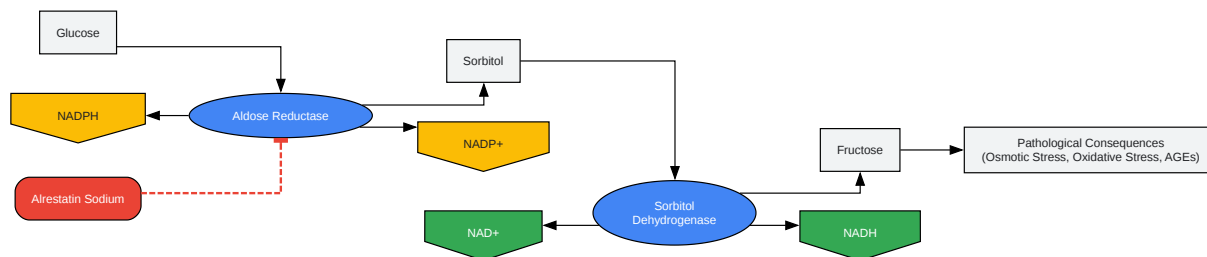 Glucose
Sorbitol
NADPH
Aldose Reductase
NADP+
Alrestatin Sodium
Fructose
Pathological Consequences
(Osmotic Stress, Oxidative Stress, AGEs)
Sorbitol
Dehydrogenase
NAD+
NADH